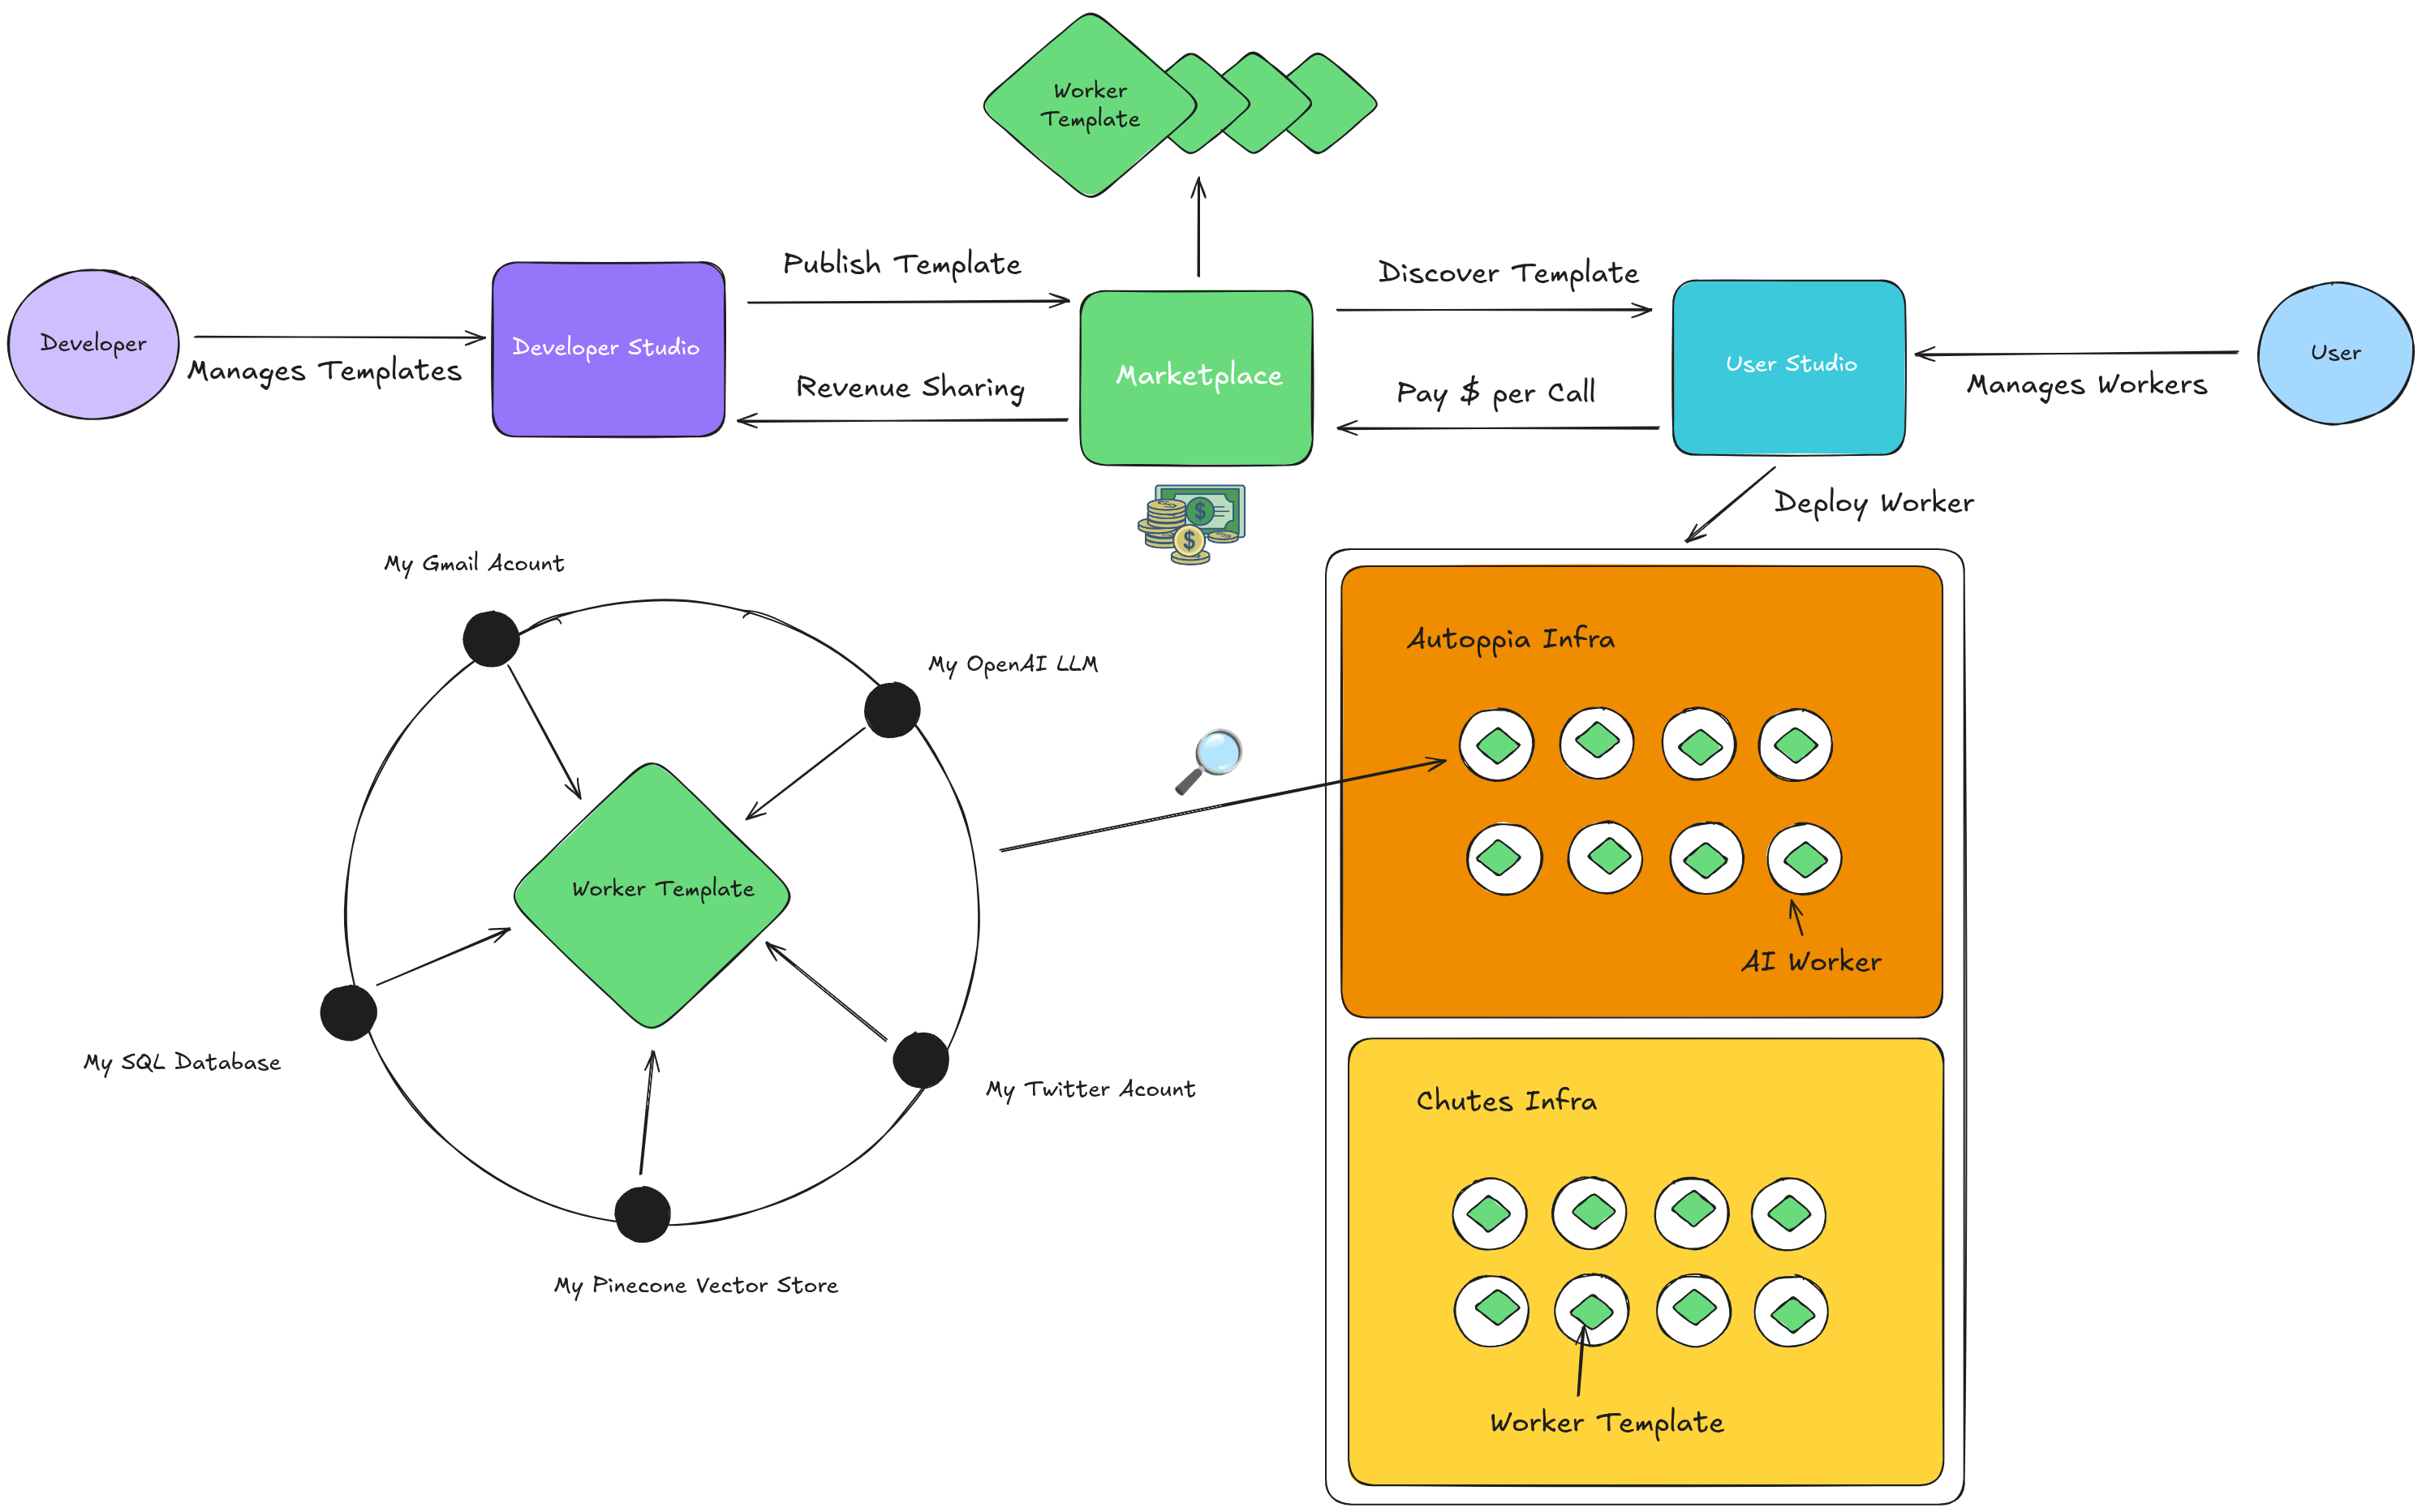 Worker
Template
Publish Template
Discover Template
Developer
Developer Studio
Manages Templates
Revenue Sharing
Marketplace
Pay $ per Call
User Studio
User
Manages Workers
Deploy Worker
My Gmail Acount
My OpenAI LLM
Worker Template
My SQL Database
My Twitter Acount
My Pinecone Vector Store
Autoppia Infra
AI Worker
Chutes Infra
Worker Template